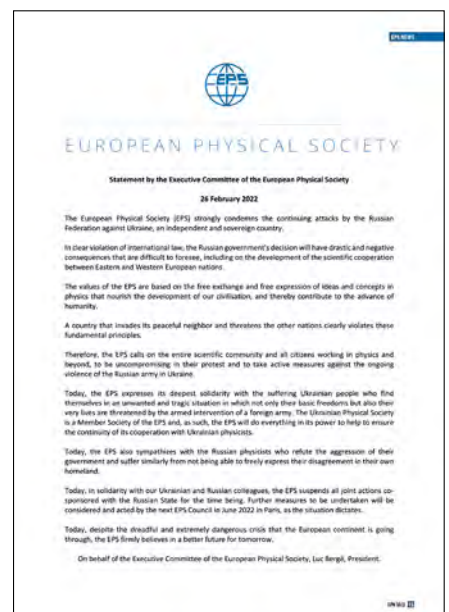 EPS NEWS
EPS
EUROPEAN PHYSICAL SOCIETY
Statement by the Executive Committee of the European Physical Society
26 February 2022
The European Physical Society (EPS) strongly condemns the continuing attacks by the Russian
Federation against Ukraine, an independent and sovereign country.
In clear violation of international law, the Russian government's decision will have drastic and negative
consequences that are difficult to foresee, including on the development of the scientific cooperation
between Eastern and Western European nations.
The values of the EPS are based on the free exchange and free expression of ideas and concepts in
physics that nourish the development of our civilisation, and thereby contribute to the advance of
humanity.
A country that invades its peaceful neighbor and threatens the other nations clearly violates these
fundamental principles.
Therefore, the EPS calls on the entire scientific community and all citizens working in physics and
beyond, to be uncompromising in their protest and to take active measures against the ongoing
violence of the Russian army in Ukraine.
Today, the EPS expresses its deepest solidarity with the suffering Ukrainian people who find
themselves in an unwanted and tragic situation in which not only their basic freedoms but also their
very lives are threatened by the armed intervention of a foreign army. The Ukrainian Physical Society
is a Member Society of the EPS and, as such, the EPS will do everything in its power to help to ensure
the continuity of its cooperation with Ukrainian physicists.
Today, the EPS also sympathizes with the Russian physicists who refute the aggression of their
government and suffer similarly from not being able to freely express their disagreement in their own
homeland.
Today, in solidarity with our Ukrainian and Russian colleagues, the EPS suspends all joint actions co-
sponsored with the Russian State for the time being. Further measures to be undertaken will be
considered and acted by the next EPS Council in June 2022 in Paris, as the situation dictates.
Today, despite the dreadful and extremely dangerous crisis that the European continent is going
through, the EPS firmly believes in a better future for tomorrow.
On behalf of the Executive Committee of the European Physical Society, Luc Bergé, President.